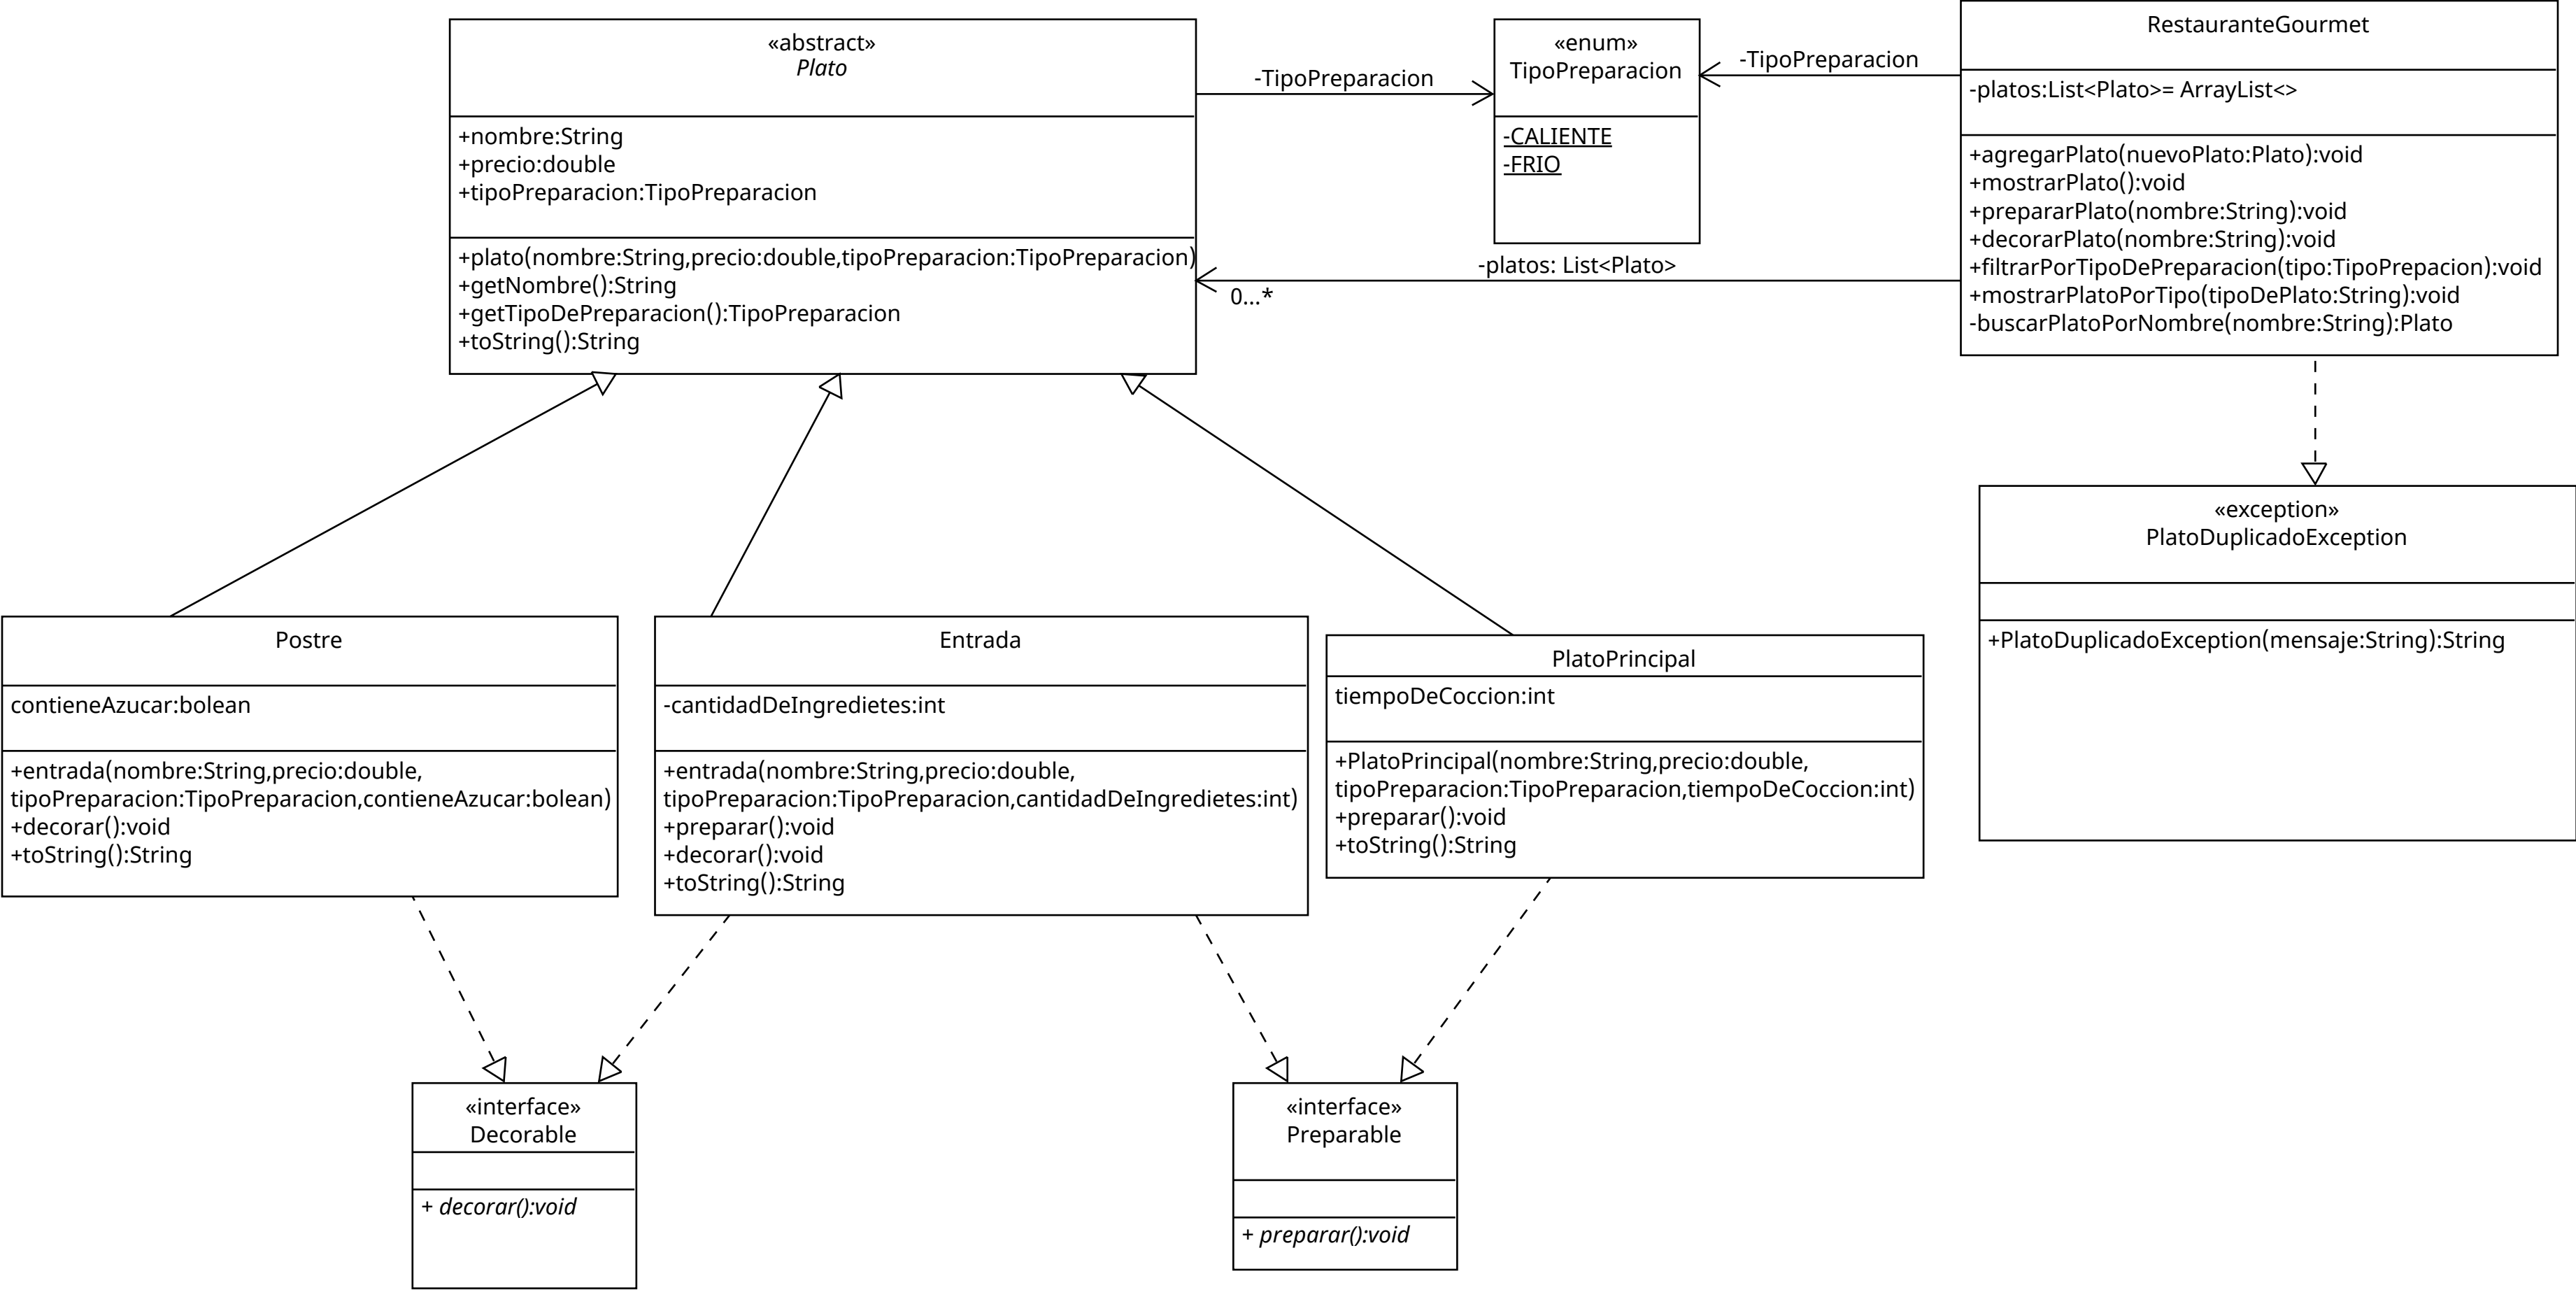 «abstract»
Plato
+nombre:String
+precio:double
+tipoPreparacion:TipoPreparacion
+plato(nombre:String,precio:double,tipoPreparacion:TipoPreparacion)
+getNombre():String
+getTipoDePreparacion():TipoPreparacion
+toString():String
-TipoPreparacion
«enum»
TipoPreparacion
-CALIENTE
-FRIO
-TipoPreparacion
RestauranteGourmet
-platos:List<Plato>= ArrayList<>
+agregarPlato(nuevoPlato:Plato):void
+mostrarPlato():void
+prepararPlato(nombre:String):void
+decorarPlato(nombre:String):void
+filtrarPorTipoDePreparacion(tipo:TipoPrepacion):void
+mostrarPlatoPorTipo(tipoDePlato:String):void
-buscarPlatoPorNombre(nombre:String):Plato
-platos: List<Plato>
0...*
«exception»
PlatoDuplicadoException
+PlatoDuplicadoException(mensaje:String):String
Postre
contieneAzucar:bolean
+entrada(nombre:String,precio:double,
tipoPreparacion:TipoPreparacion,contieneAzucar:bolean)
+decorar():void
+toString():String
Entrada
-cantidadDeIngredietes:int
+entrada(nombre:String,precio:double,
tipoPreparacion:TipoPreparacion,cantidadDeIngredietes:int)
+preparar():void
+decorar():void
+toString():String
PlatoPrincipal
tiempoDeCoccion:int
+PlatoPrincipal(nombre:String,precio:double,
tipoPreparacion:TipoPreparacion,tiempoDeCoccion:int)
+preparar():void
+toString():String
«interface»
Decorable
+ decorar():void
«interface»
Preparable
+ preparar():void